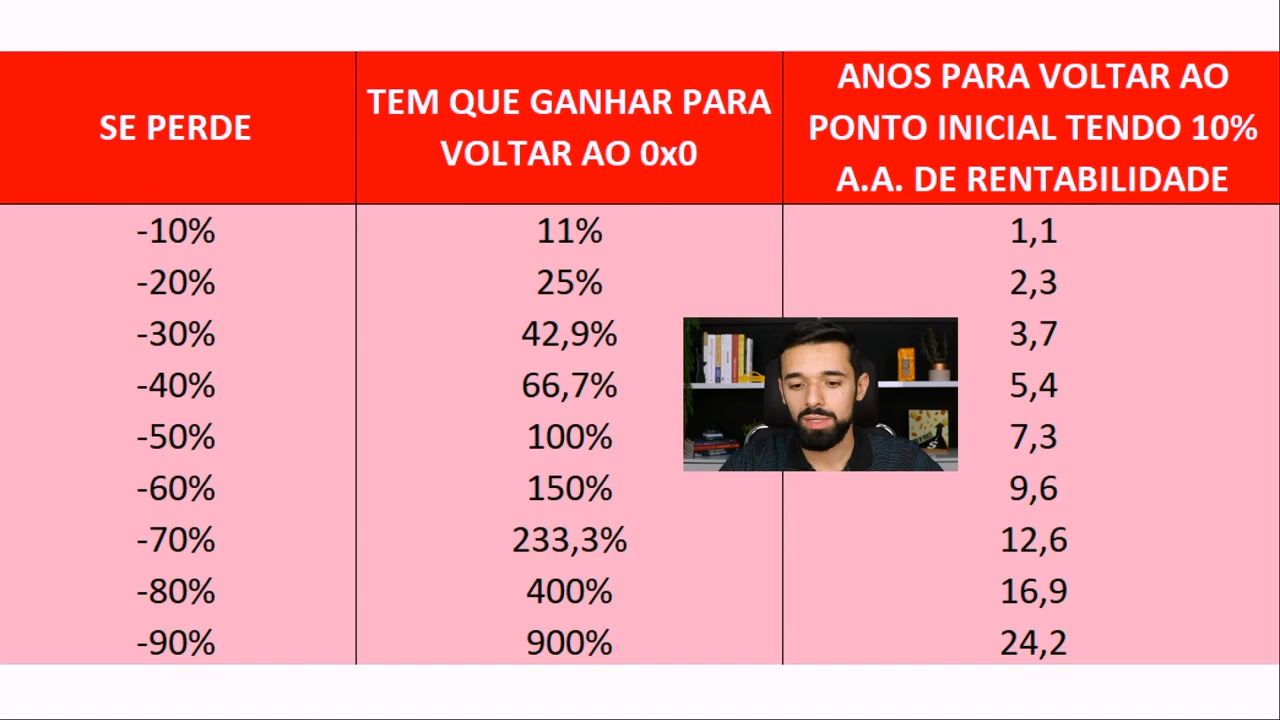 SE PERDE
TEM QUE GANHAR PARA
VOLTAR AO 0x0
ANOS PARA VOLTAR AO
PONTO INICIAL TENDO 10%
A.A. DE RENTABILIDADE
-10% 11% 1,1
-20% 25% 2,3
-30% 42,9% 3,7
-40% 66,7% 5,4
-50% 100% 7,3
-60% 150% 9,6
-70% 233,3% 12,6
-80% 400% 16,9
-90% 900% 24,2